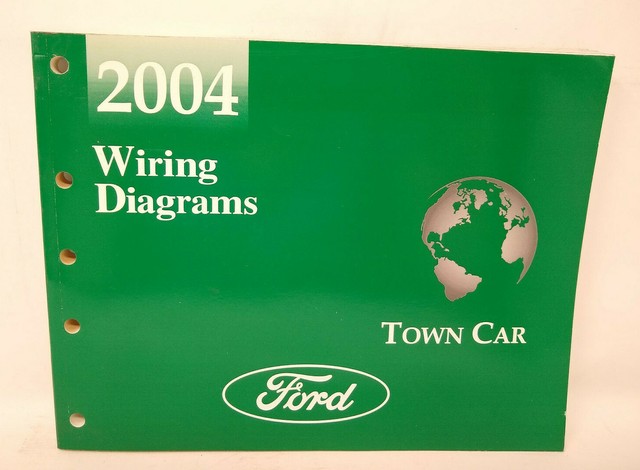 2004
Wiring
Diagrams
TOWN CAR
Ford